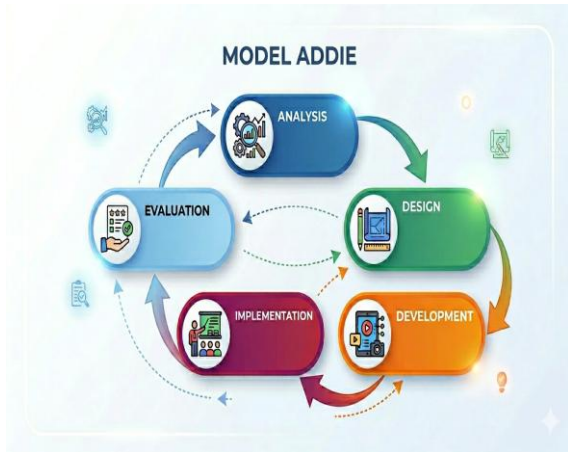 MODEL ADDIE
ANALYSIS
EVALUATION
DESIGN
IMPLEMENTATION
DEVELOPMENT